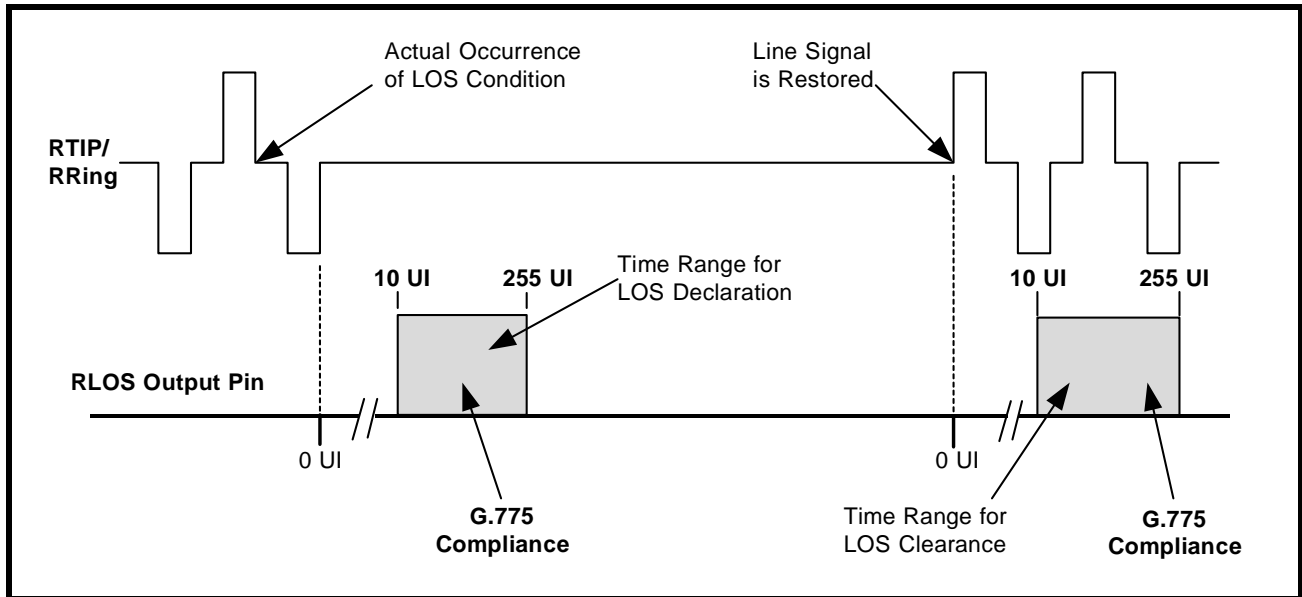 Actual Occurrence
of LOS Condition
Line Signal
is Restored
RTIP/
RRing
10 UI
255 UI
Time Range for
LOS Declaration
10 UI
255 UI
RLOS Output Pin
0 UI
0 UI
G.775
Compliance
Time Range for
LOS Clearance
G.775
Compliance